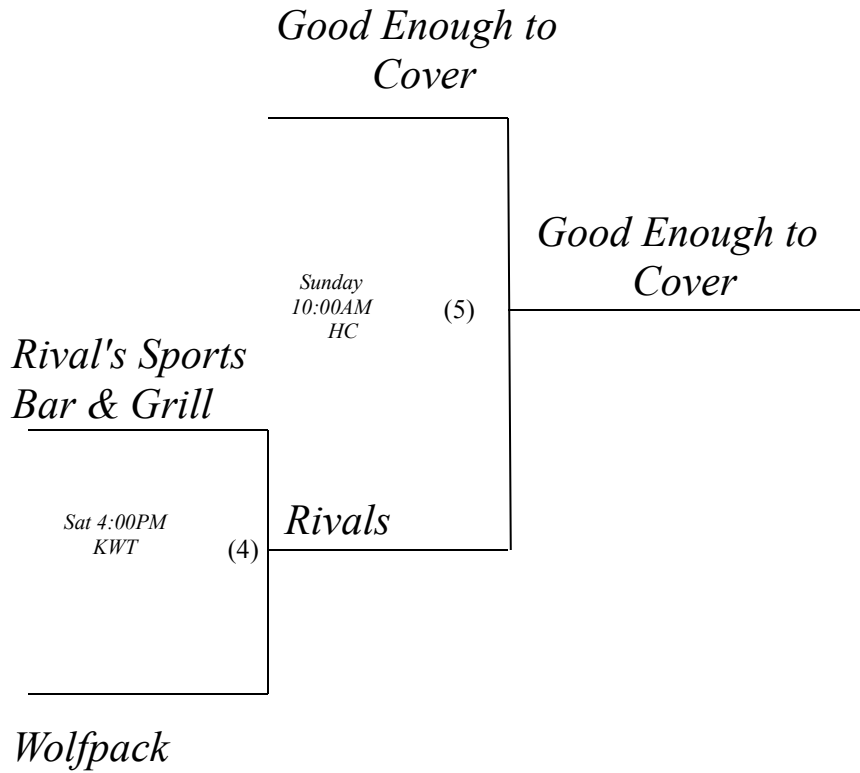 Good Enough to
Cover
Good Enough to
Cover
Sunday
10:00AM
HC
(5)
Rival's Sports
Bar & Grill
Sat 4:00PM
KWT
(4)
Rivals
Wolfpack